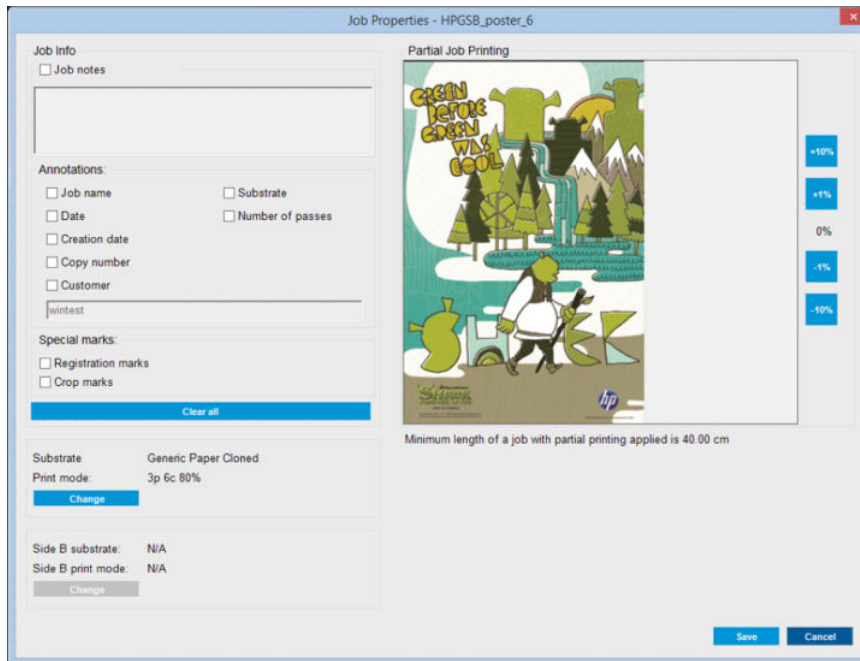 Job Properties - HPGSB_poster_6
Job Info
Job notes
Annotations:
Job name
Substrate
Date
Number of passes
Creation date
Copy number
Customer
wintest
Special marks:
Registration marks
Crop marks
Clear all
Substrate Generic Paper Cloned
Print mode: 3p 6c 80%
Change
Side B substrate: N/A
Side B print mode: N/A
Change
Partial Job Printing
GREEN
BEFORE
GREEN
WAS
COOL
SHREK
SHREK
hp
+10%
+1%
0%
-1%
-10%
Minimum length of a job with partial printing applied is 40.00 cm
Save
Cancel